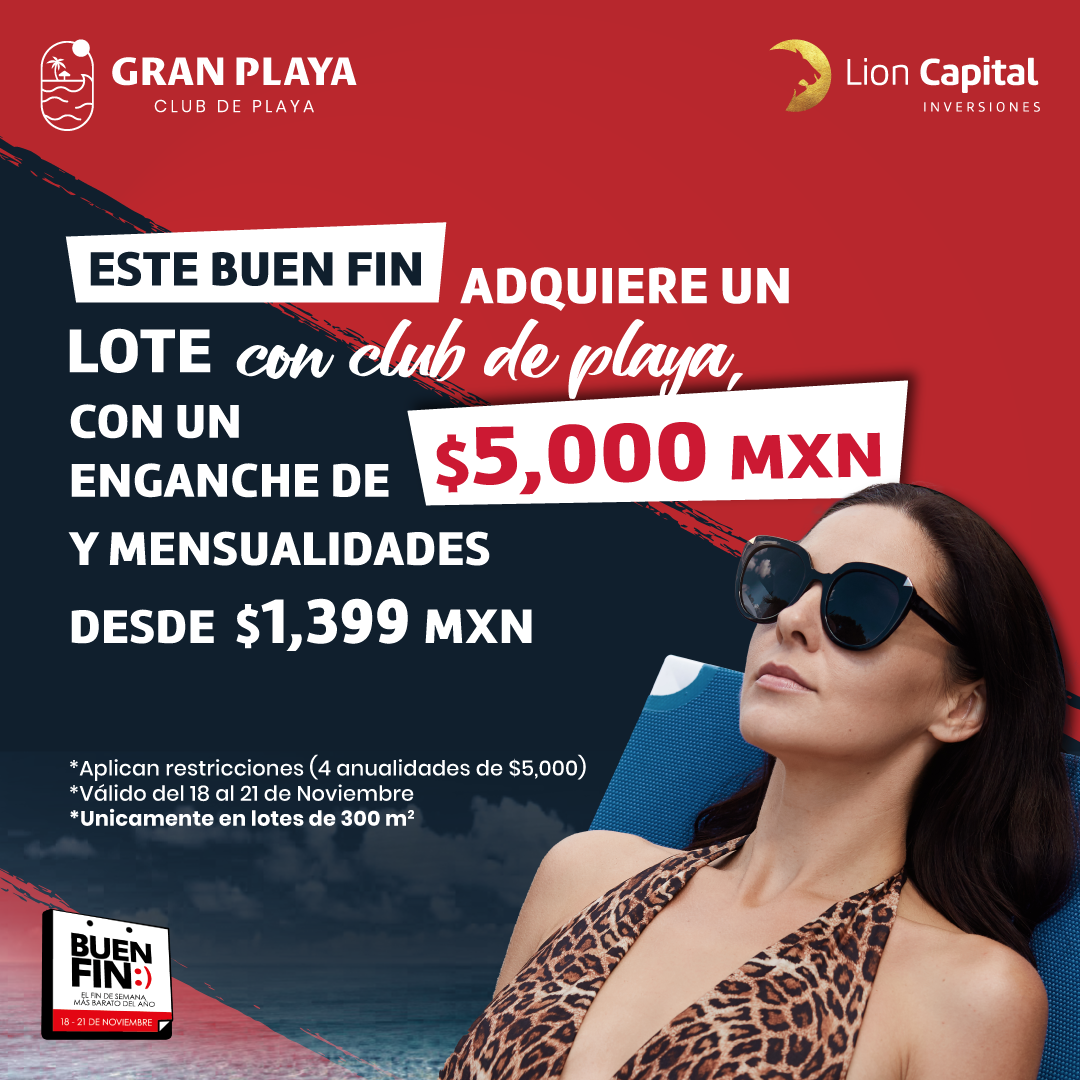 GRAN PLAYA
CLUB DE PLAYA
Lion Capital
INVERSIONES
ESTE BUEN FIN ADQUIERE UN
LOTE con club de playa,
CON UN
ENGANCHE DE $5,000 MXN
Y MENSUALIDADES
DESDE $1,399 MXN
*Aplican restricciones (4 anualidades de $5,000)
*Válido del 18 al 21 de Noviembre
*Unicamente en lotes de 300 m²
BUEN
FIN:)
EL FIN DE SEMANA
MÁS BARATO DEL AÑO
18 - 21 DE NOVIEMBRE